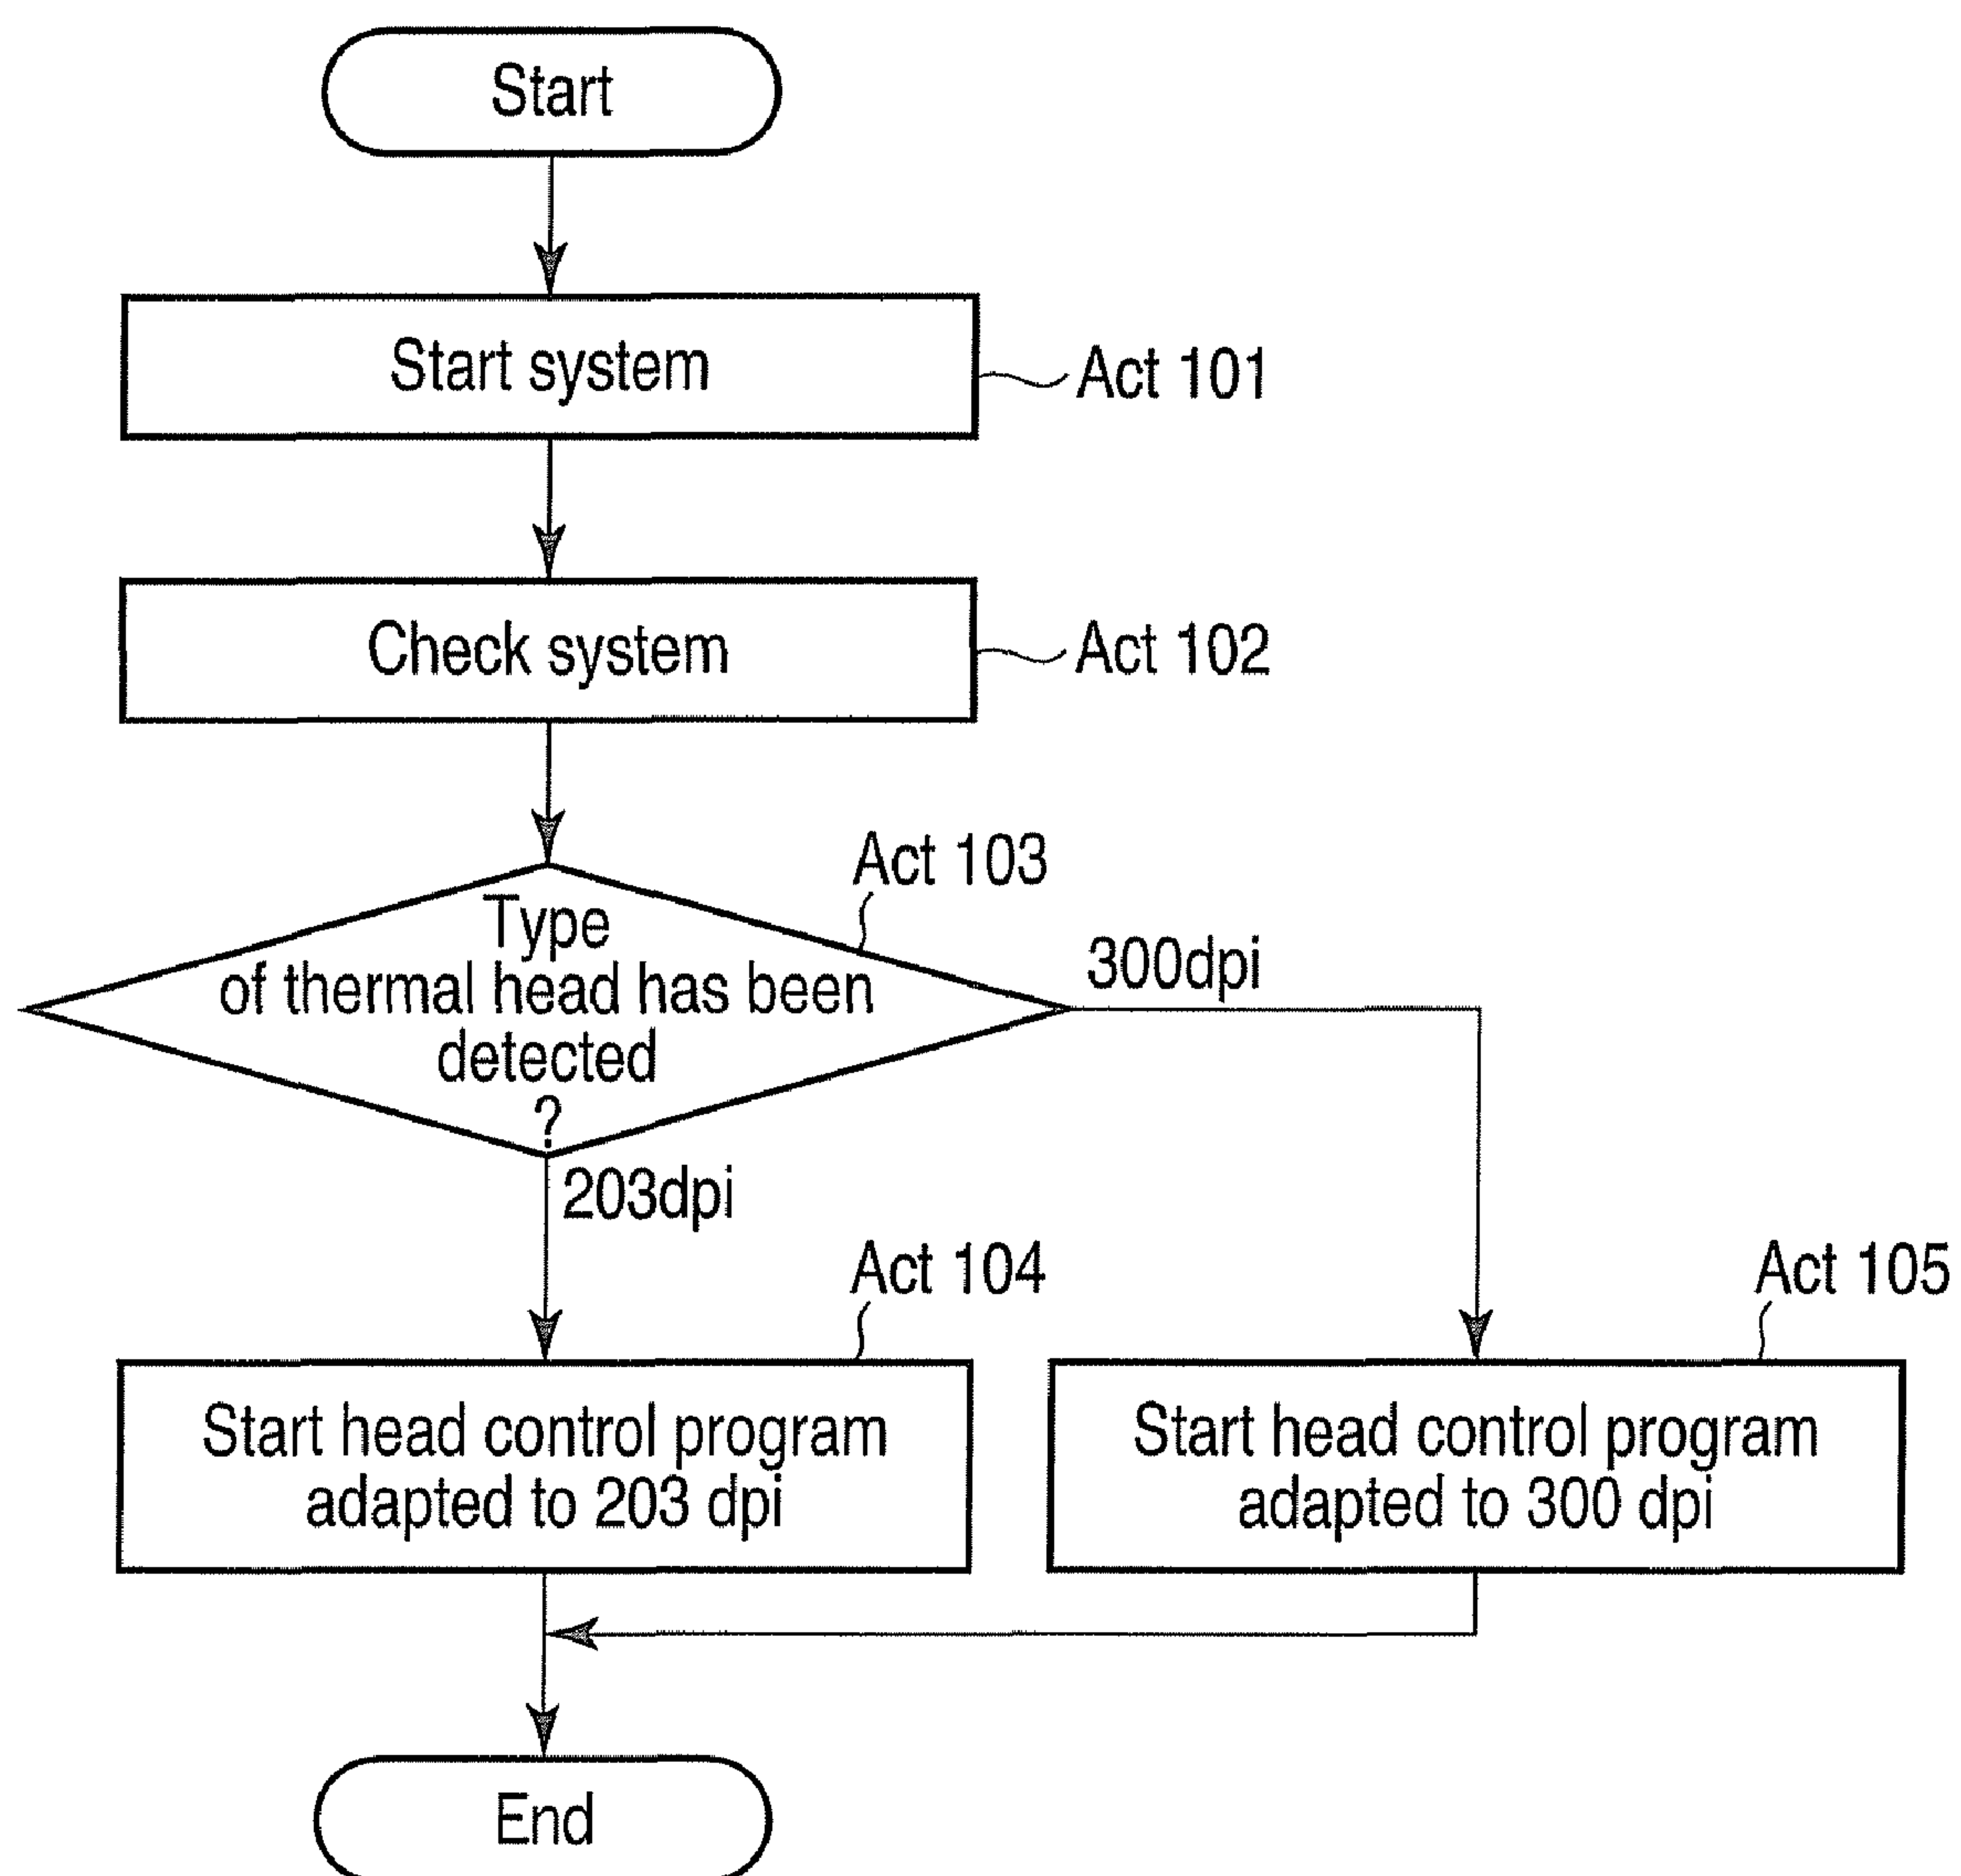 Start
Start system
Act 101
Check system
Act 102
Act 103
Type
of thermal head has been
detected
?
300dpi
203dpi
Act 104
Act 105
Start head control program
adapted to 203 dpi
Start head control program
adapted to 300 dpi
End